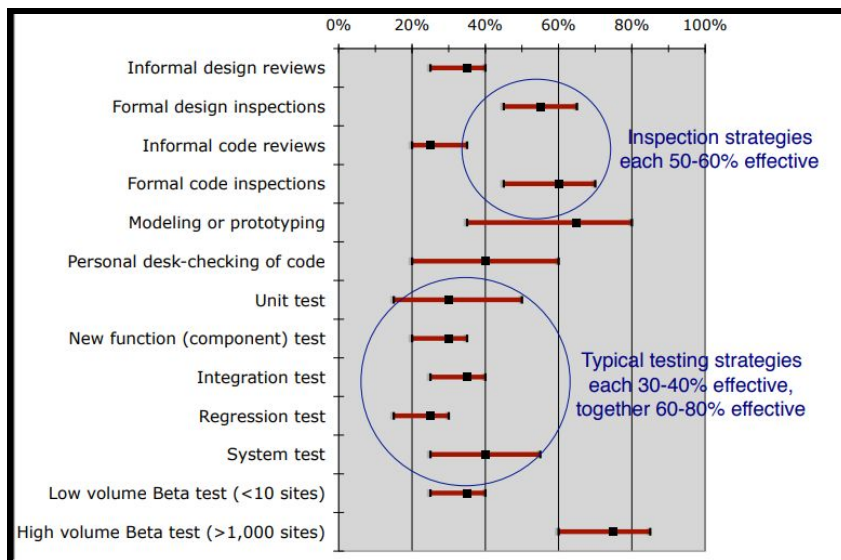 0% 20% 40% 60% 80% 100%
Informal design reviews
Formal design inspections
Informal code reviews
Formal code inspections
Modeling or prototyping
Personal desk-checking of code
Unit test
New function (component) test
Integration test
Regression test
System test
Low volume Beta test (<10 sites)
High volume Beta test (>1,000 sites)
Inspection strategies
each 50-60% effective
Typical testing strategies
each 30-40% effective,
together 60-80% effective